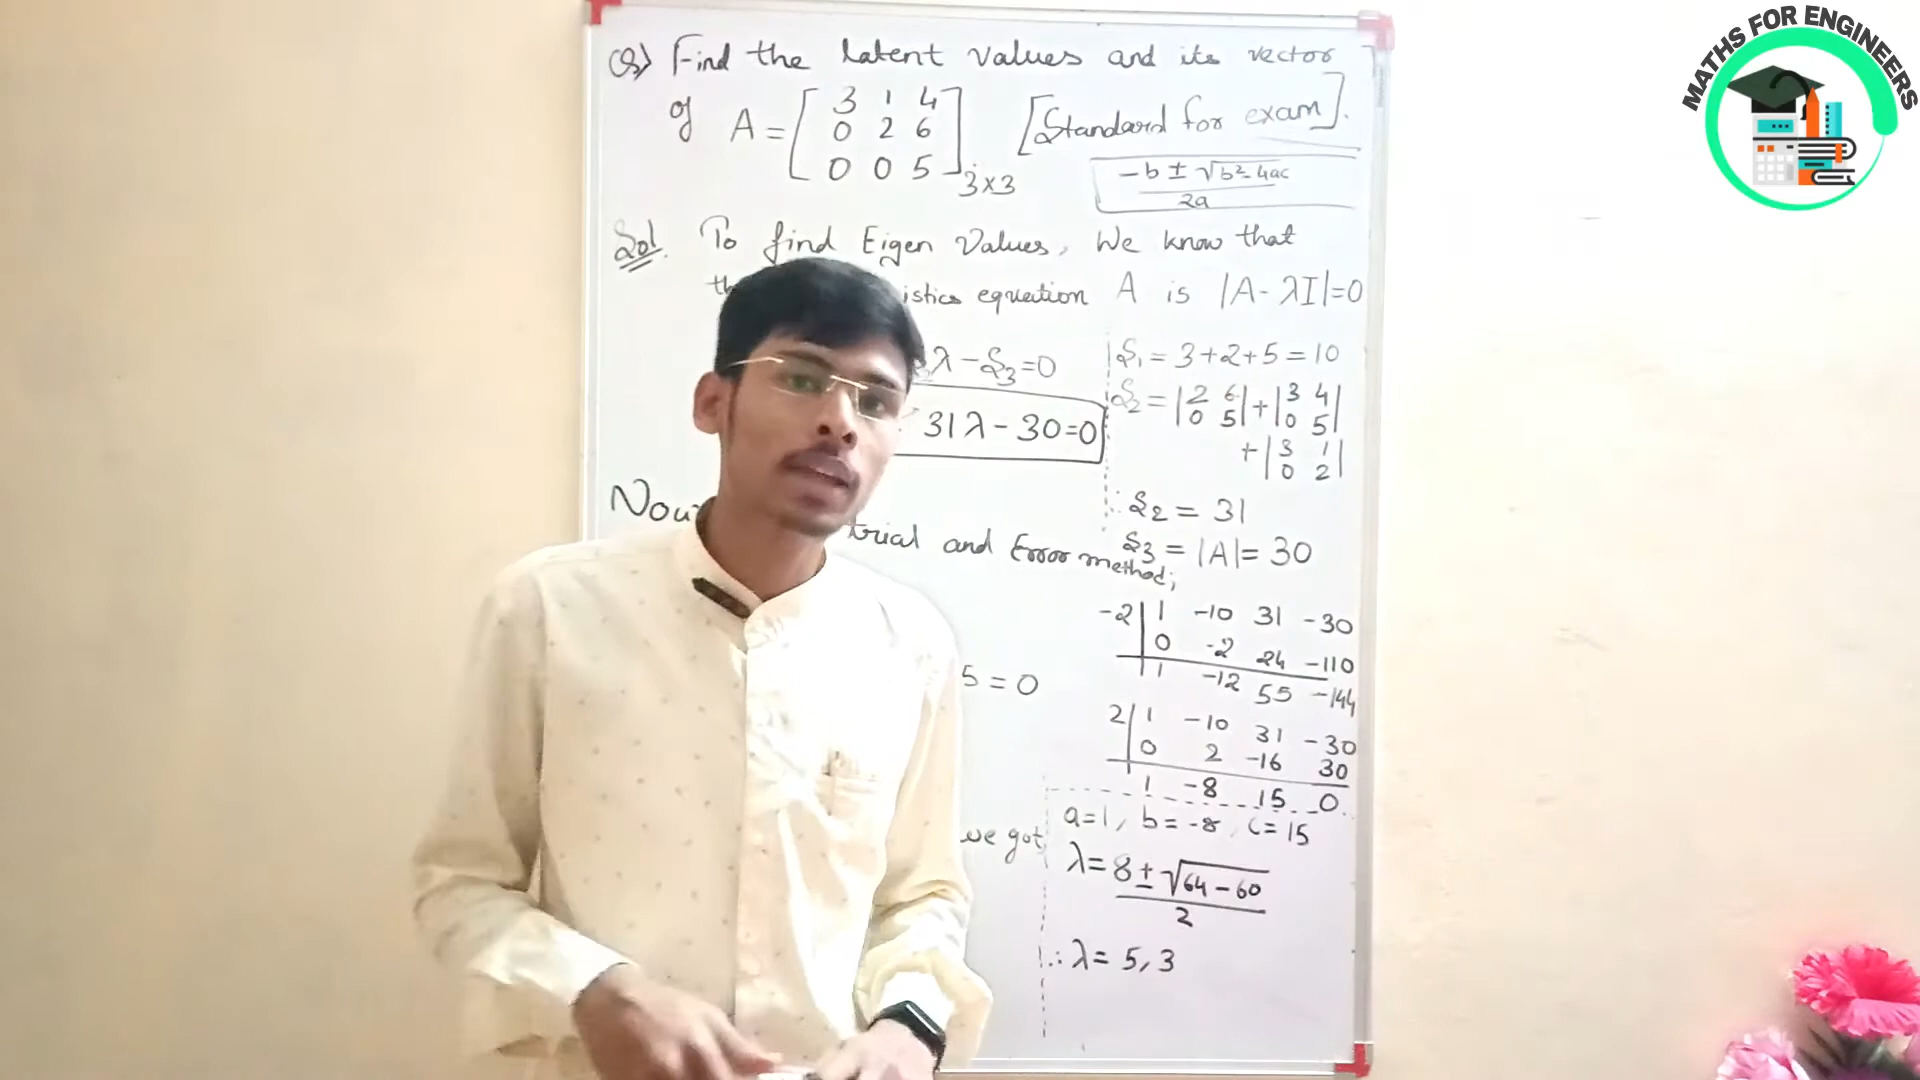 MATHS FOR ENGINEERS
Q) Find the latent values and its vector
of A = [ 3 1 4
0 2 6
0 0 5 ] 3×3
[Standard for exam].
-b ± √b²-4ac
2a
Sol. To find Eigen Values, We know that
istics equation A is |A-λI|=0
λ - S₃ = 0
31λ - 30 = 0
S₁ = 3+2+5 = 10
S₂ = |2 6| + |3 4|
|0 5| |0 5|
+ |3 1|
|0 2|
∴ S₂ = 31
S₃ = |A| = 30
trial and Error method;
-2 | 1 -10 31 -30
0 -2 24 -110
1 -12 55 -144
5 = 0
2 | 1 -10 31 -30
0 2 -16 30
1 -8 15 0
we got
a=1, b=-8, c=15
λ = 8 ± √64-60
2
∴ λ = 5, 3